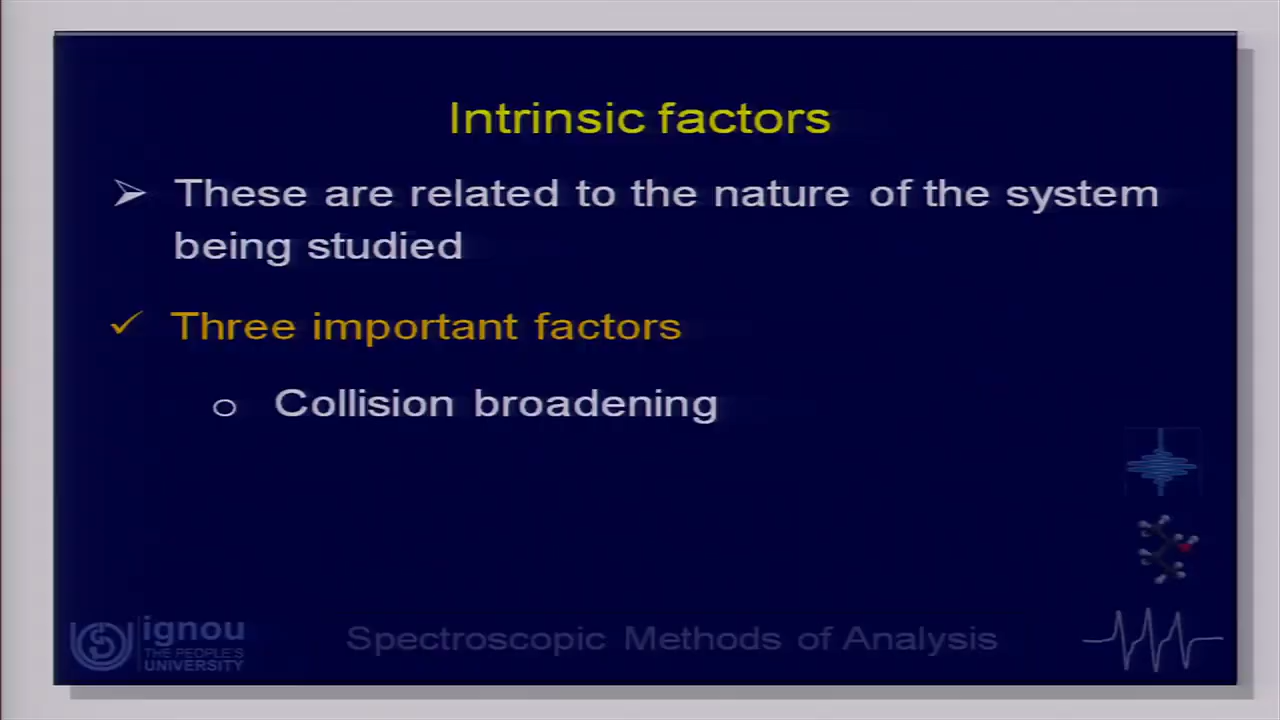 Intrinsic factors
These are related to the nature of the system
being studied
Three important factors
Collision broadening
ignou
THE PEOPLE'S
UNIVERSITY
Spectroscopic Methods of Analysis